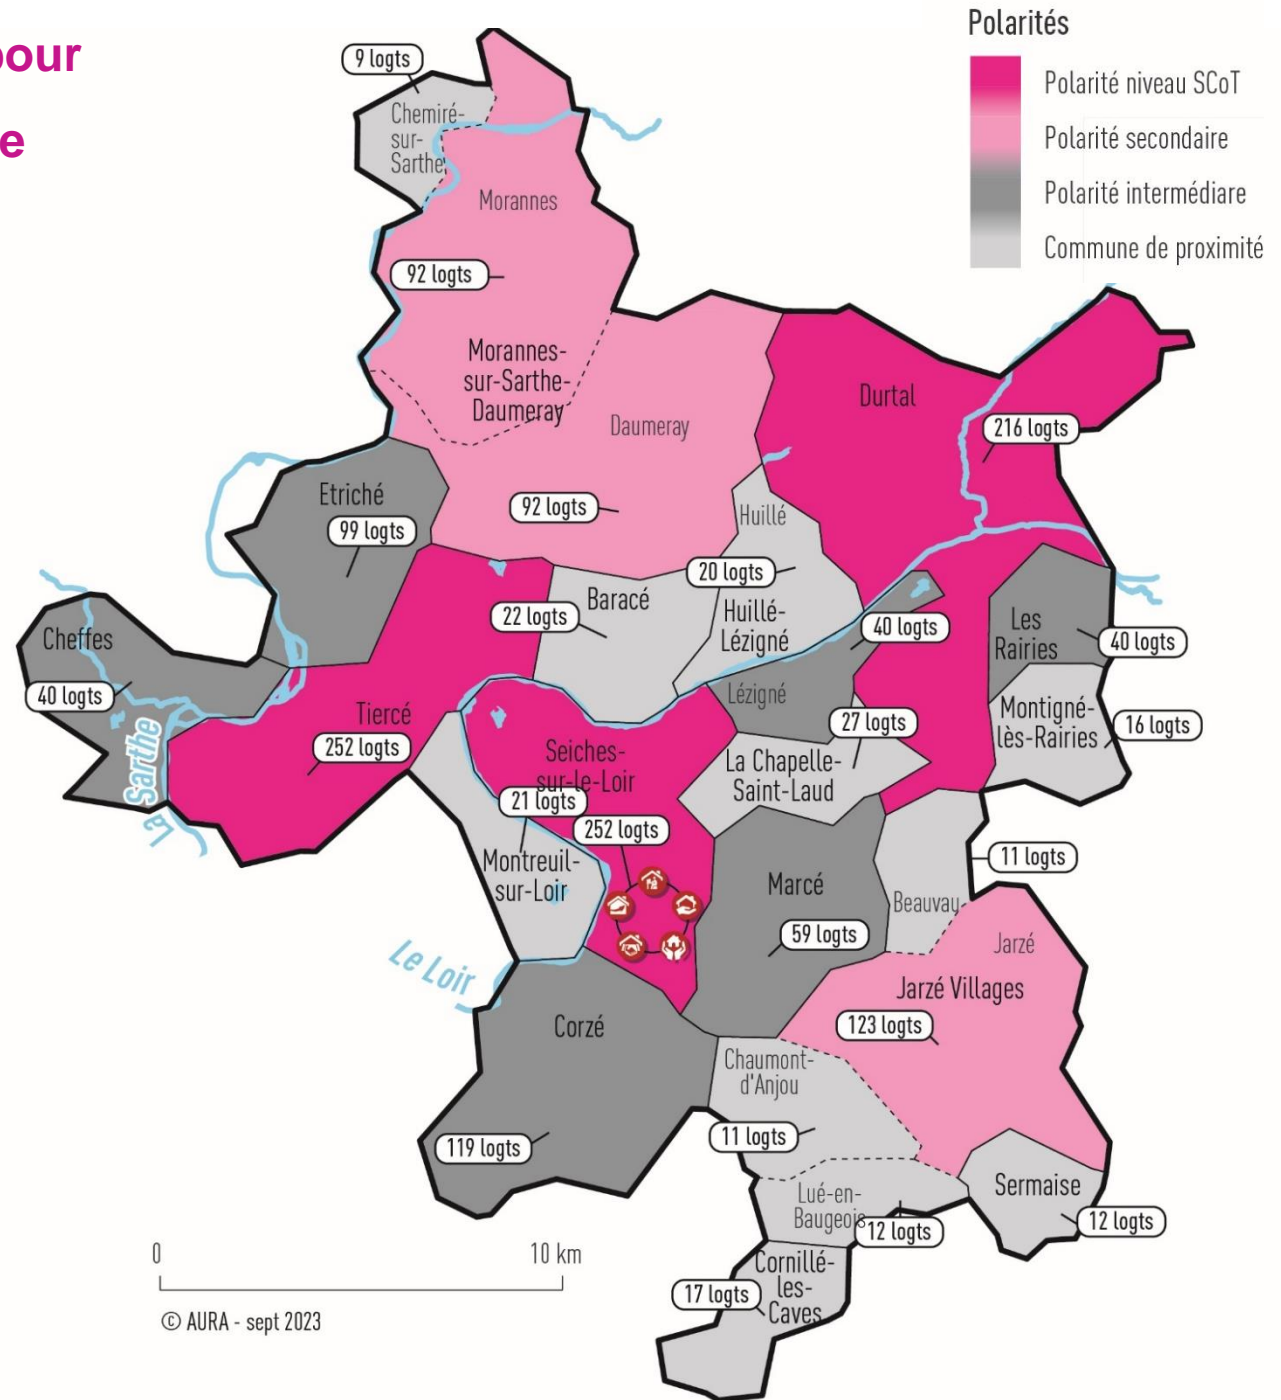 pour
e
Polarités
Polarité niveau SCoT
Polarité secondaire
Polarité intermédiare
Commune de proximité
9 logts
Chemiré-
sur-
Sarthe
Morannes
92 logts
Morannes-
sur-Sarthe-
Daumeray
Daumeray
92 logts
Durtal
216 logts
Etriché
99 logts
Huillé
20 logts
Huillé-
Lézigné
Baracé
22 logts
40 logts
Lézigné
Les
Rairies
40 logts
Montigné-
lès-Rairies
16 logts
Cheffes
40 logts
La Sarthe
Tiercé
252 logts
Seiches-
sur-le-Loir
21 logts
252 logts
27 logts
La Chapelle-
Saint-Laud
Montreuil-
sur-Loir
Marcé
59 logts
11 logts
Beauvau
Le Loir
Jarzé
Jarzé Villages
123 logts
Corzé
119 logts
Chaumont-
d'Anjou
11 logts
Lué-en-
Baugeois
12 logts
Sermaise
12 logts
Cornillé-
les-
Caves
17 logts
0 10 km
© AURA - sept 2023